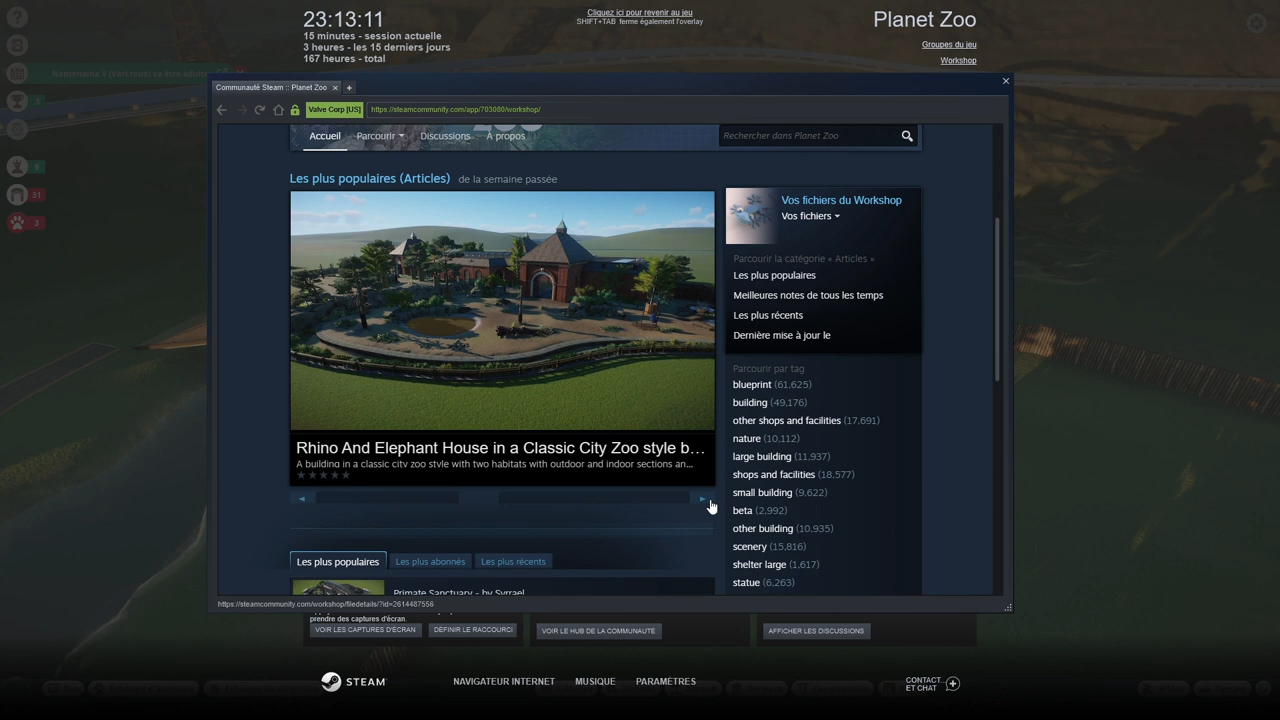 23:13:11
15 minutes - session actuelle
3 heures - les 15 derniers jours
167 heures - total
Cliquez ici pour revenir au jeu
SHIFT+TAB ferme également l'overlay
Planet Zoo
Groupes du jeu
Workshop
Communauté Steam :: Planet Zoo
Valve Corp [US]
https://steamcommunity.com/app/703080/workshop/
Accueil
Parcourir
Discussions
À propos
Rechercher dans Planet Zoo
Les plus populaires (Articles) de la semaine passée
Rhino And Elephant House in a Classic City Zoo style b...
A building in a classic city zoo style with two habitats with outdoor and indoor sections an...
Vos fichiers du Workshop
Vos fichiers
Parcourir la catégorie « Articles »
Les plus populaires
Meilleures notes de tous les temps
Les plus récents
Dernière mise à jour le
Parcourir par tag
blueprint (61,625)
building (49,176)
other shops and facilities (17,691)
nature (10,112)
large building (11,937)
shops and facilities (18,577)
small building (9,622)
beta (2,992)
other building (10,935)
scenery (15,816)
shelter large (1,617)
statue (6,263)
Les plus populaires
Les plus abonnés
Les plus récents
Primate Sanctuary - by Syrrael
https://steamcommunity.com/workshop/filedetails/?id=2614487556
prendre des captures d'écran.
VOIR LES CAPTURES D'ÉCRAN
DÉFINIR LE RACCOURCI
VOIR LE HUB DE LA COMMUNAUTÉ
AFFICHER LES DISCUSSIONS
STEAM
NAVIGATEUR INTERNET
MUSIQUE
PARAMÈTRES
CONTACT
ET CHAT
31
3